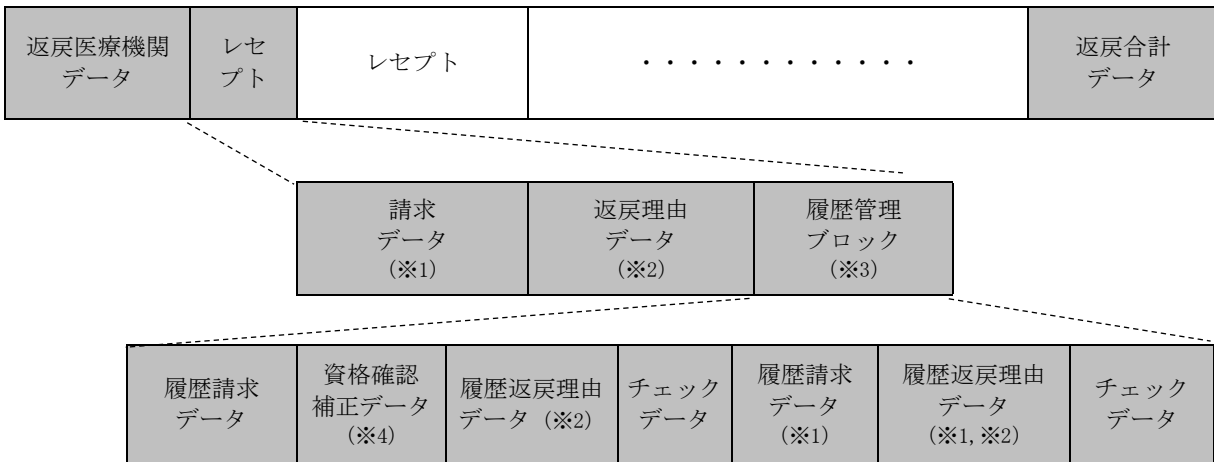 返戻医療機関
データ
レセ
プト
レセプト
・・・・・・・・・・・・
返戻合計
データ
請求
データ
(※1)
返戻理由
データ
(※2)
履歴管理
ブロック
(※3)
履歴請求
データ
資格確認
補正データ
(※4)
履歴返戻理由
データ (※2)
チェック
データ
履歴請求
データ
(※1)
履歴返戻理由
データ
(※1,※2)
チェック
データ